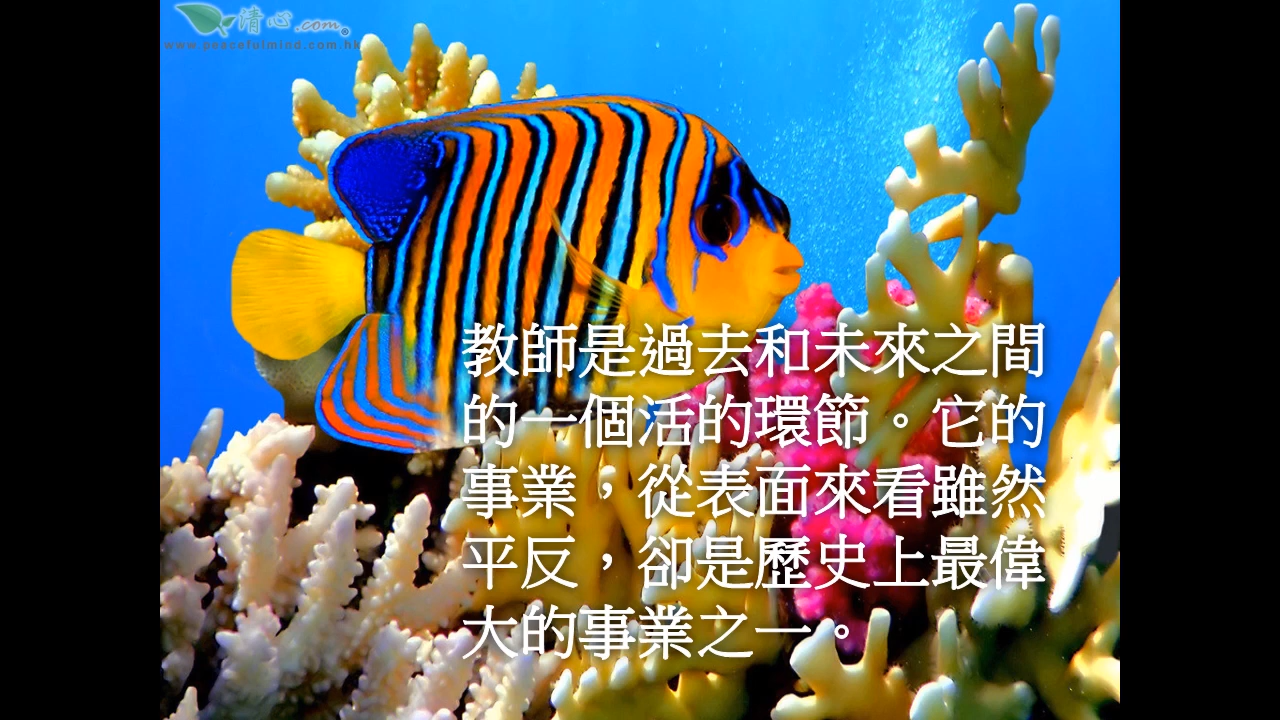 清心.com®
www.peacefulmind.com.hk
教師是過去和未來之間
的一個活的環節。它的
事業，從表面來看雖然
平反，卻是歷史上最偉
大的事業之一。